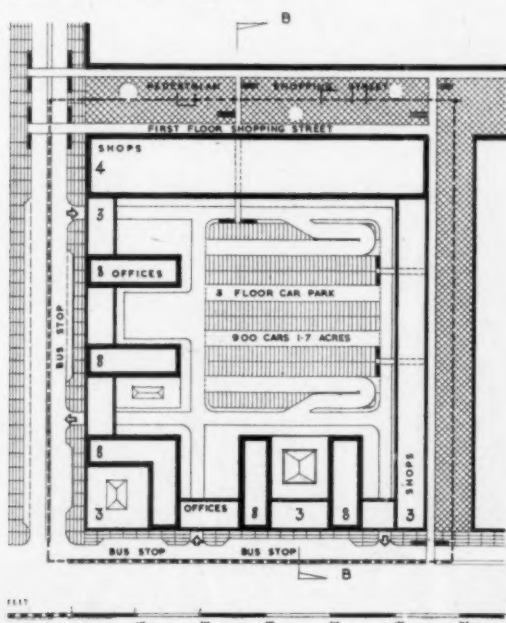 B
PEDESTRIAN SHOPPING STREET
FIRST FLOOR SHOPPING STREET
SHOPS
4
3
8 OFFICES
3 FLOOR CAR PARK
900 CARS 1·7 ACRES
BUS STOP
8
8
SHOPS
3
OFFICES
8
3
8
3
BUS STOP
BUS STOP
B
FEET